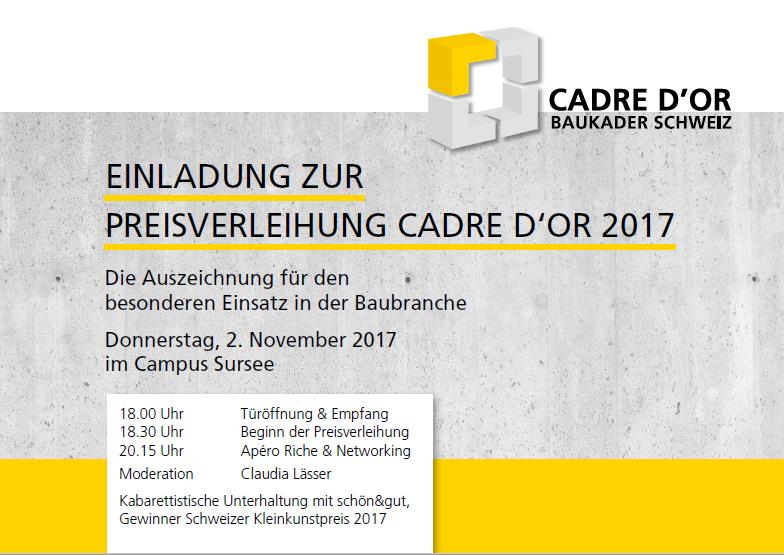 CADRE D'OR
BAUKADER SCHWEIZ
EINLADUNG ZUR
PREISVERLEIHUNG CADRE D‘OR 2017
Die Auszeichnung für den
besonderen Einsatz in der Baubranche
Donnerstag, 2. November 2017
im Campus Sursee
18.00 Uhr Türöffnung & Empfang
18.30 Uhr Beginn der Preisverleihung
20.15 Uhr Apéro Riche & Networking
Moderation Claudia Lässer
Kabarettistische Unterhaltung mit schön&gut,
Gewinner Schweizer Kleinkunstpreis 2017